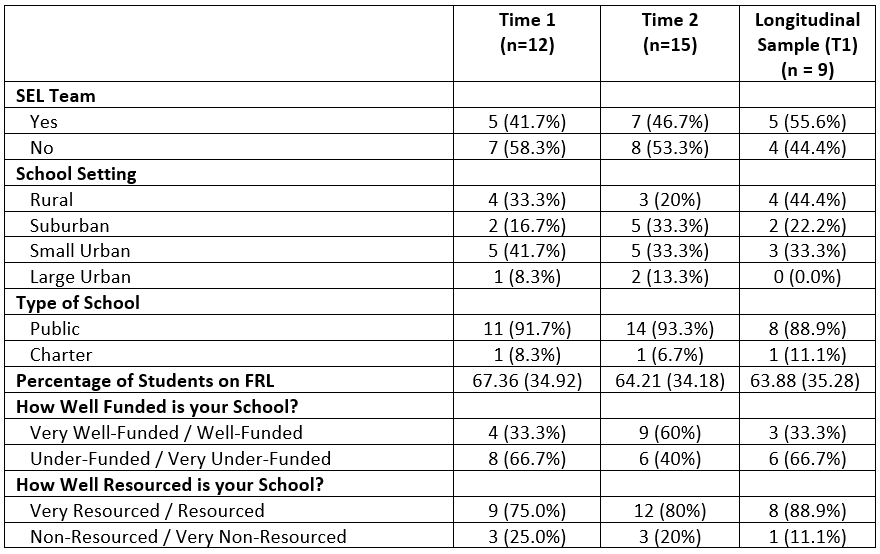 Time 1 Time 2 Longitudinal
(n=12) (n=15) Sample (T1)
(n = 9)
SEL Team
Yes 5 (41.7%) 7 (46.7%) 5 (55.6%)
No 7 (58.3%) 8 (53.3%) 4 (44.4%)
School Setting
Rural 4 (33.3%) 3 (20%) 4 (44.4%)
Suburban 2 (16.7%) 5 (33.3%) 2 (22.2%)
Small Urban 5 (41.7%) 5 (33.3%) 3 (33.3%)
Large Urban 1 (8.3%) 2 (13.3%) 0 (0.0%)
Type of School
Public 11 (91.7%) 14 (93.3%) 8 (88.9%)
Charter 1 (8.3%) 1 (6.7%) 1 (11.1%)
Percentage of Students on FRL 67.36 (34.92) 64.21 (34.18) 63.88 (35.28)
How Well Funded is your School?
Very Well-Funded / Well-Funded 4 (33.3%) 9 (60%) 3 (33.3%)
Under-Funded / Very Under-Funded 8 (66.7%) 6 (40%) 6 (66.7%)
How Well Resourced is your School?
Very Resourced / Resourced 9 (75.0%) 12 (80%) 8 (88.9%)
Non-Resourced / Very Non-Resourced 3 (25.0%) 3 (20%) 1 (11.1%)